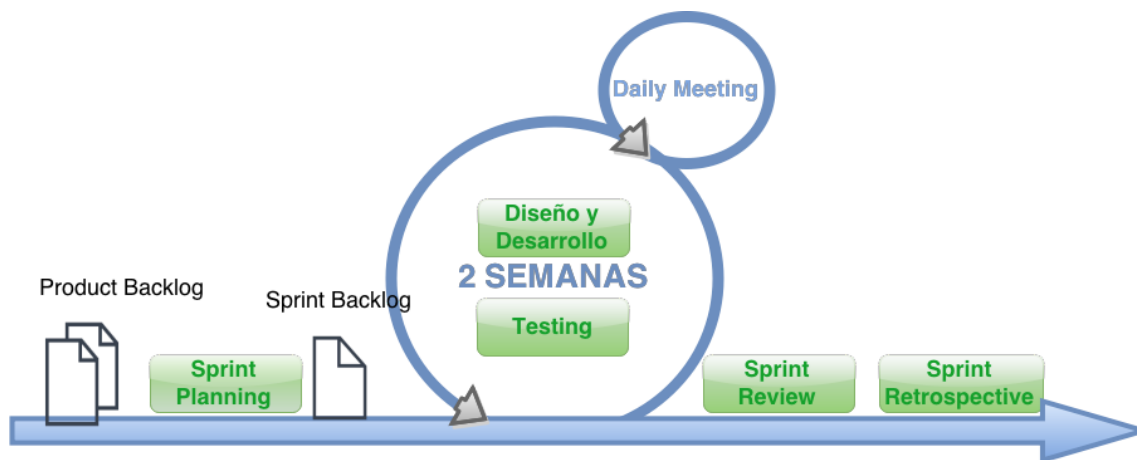 Daily Meeting
Diseño y
Desarrollo
2 SEMANAS
Testing
Product Backlog
Sprint Backlog
Sprint
Planning
Sprint
Review
Sprint
Retrospective